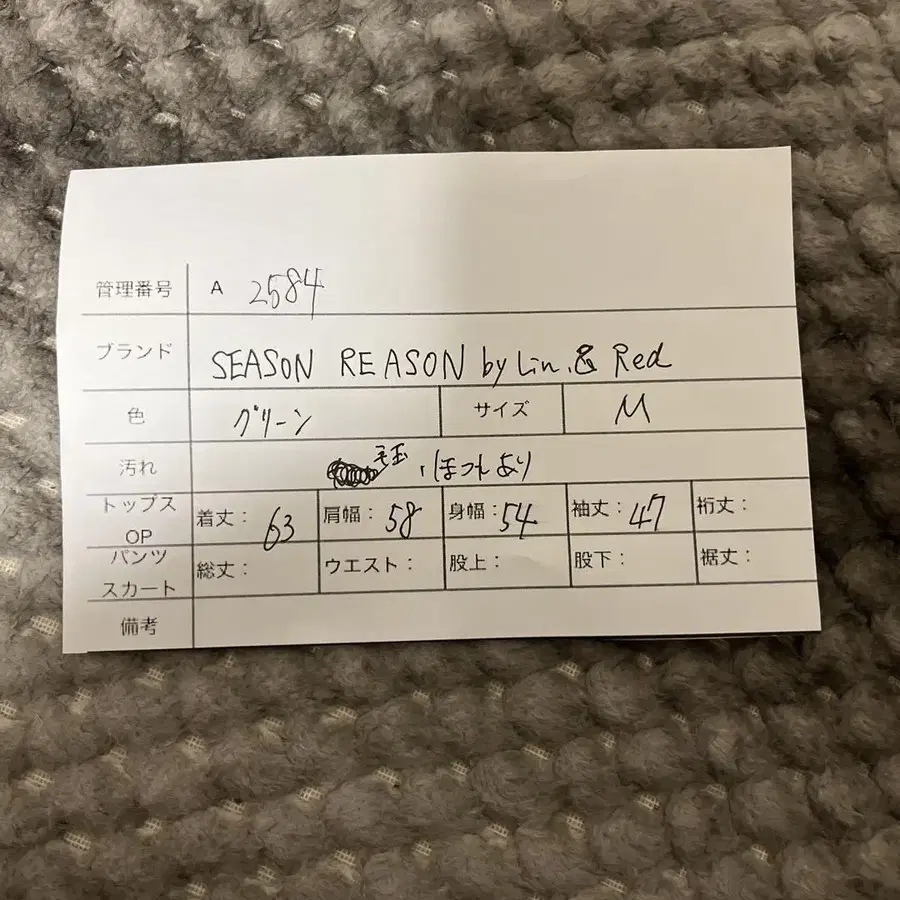 管理番号 A 2584
ブランド SEASON REASON by Lin.& Red
色 グリーン サイズ M
汚れ 毛玉、ほつれあり
トップス OP 着丈： 63 肩幅： 58 身幅： 54 袖丈： 47 裄丈：
パンツ スカート 総丈： ウエスト： 股上： 股下： 裾丈：
備考